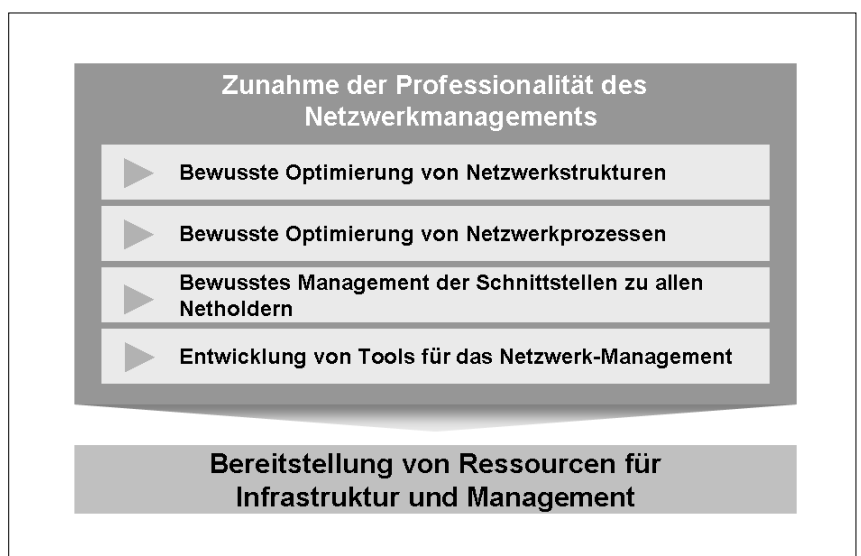 Zunahme der Professionalität des
Netzwerkmanagements
Bewusste Optimierung von Netzwerkstrukturen
Bewusste Optimierung von Netzwerkprozessen
Bewusstes Management der Schnittstellen zu allen
Netholdern
Entwicklung von Tools für das Netzwerk-Management
Bereitstellung von Ressourcen für
Infrastruktur und Management